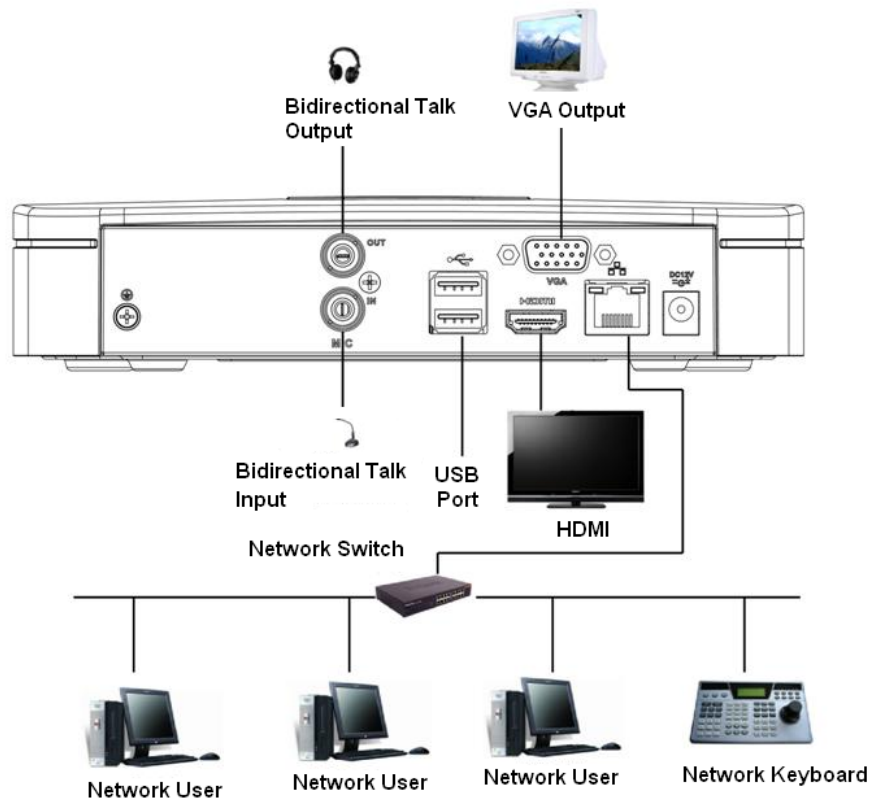 Bidirectional Talk
Output
VGA Output
OUT
IN
MIC
VGA
HDMI
DC12V
Bidirectional Talk
Input
USB
Port
HDMI
Network Switch
Network User
Network User
Network User
Network Keyboard